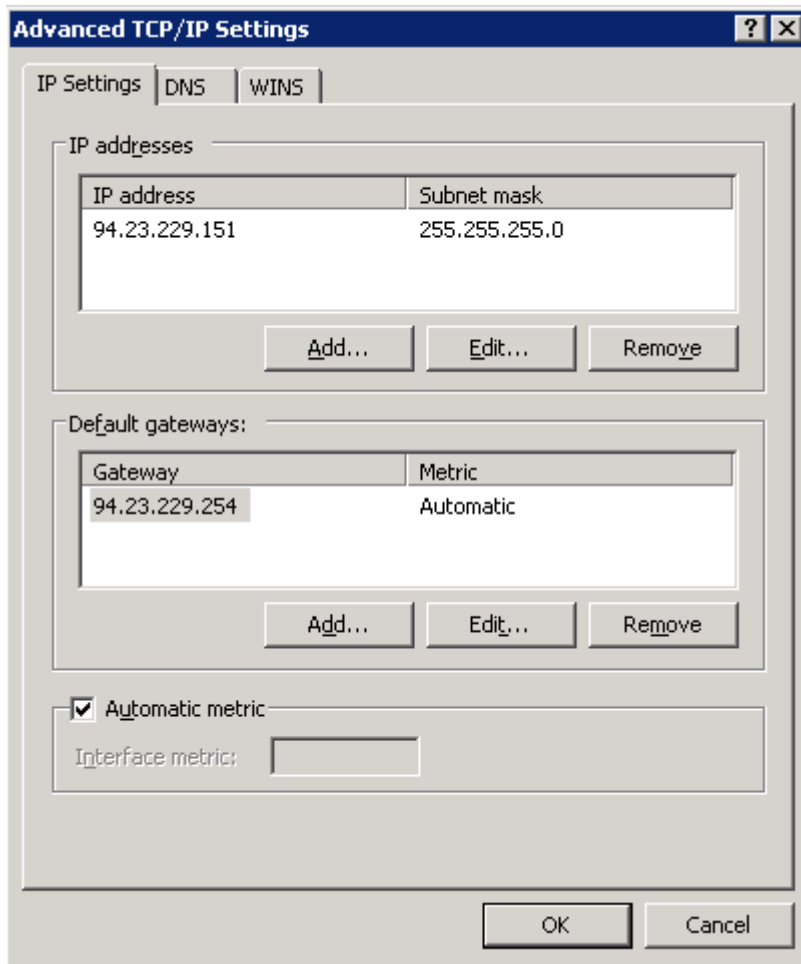 Advanced TCP/IP Settings
IP Settings DNS WINS
IP addresses
IP address Subnet mask
94.23.229.151 255.255.255.0
Add... Edit... Remove
Default gateways:
Gateway Metric
94.23.229.254 Automatic
Add... Edit... Remove
Automatic metric
Interface metric:
OK Cancel